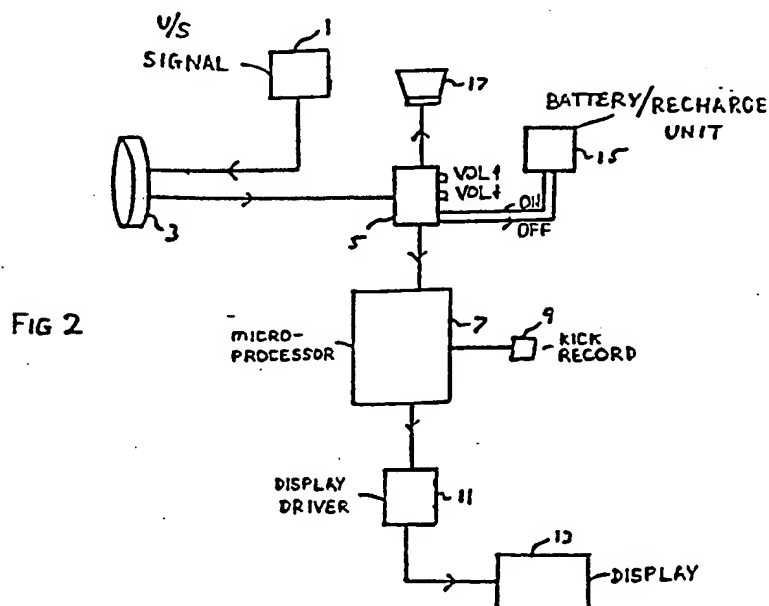 U/S
SIGNAL
1
17
BATTERY/RECHARGE
UNIT
15
VOL↑
VOL↓
ON
OFF
3
5
FIG 2
MICRO-
PROCESSOR
7
9
KICK
RECORD
DISPLAY
DRIVER
11
13
DISPLAY